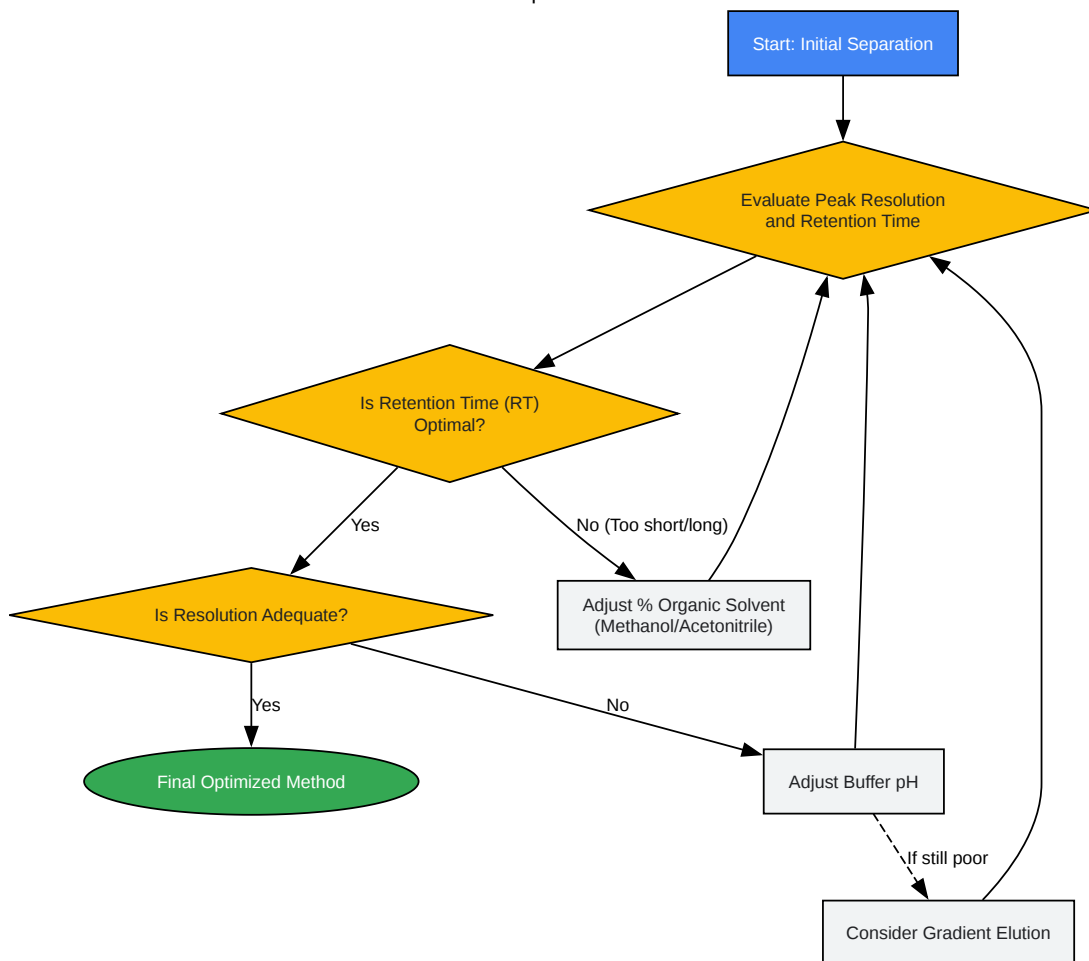 Start: Initial Separation
Evaluate Peak Resolution
and Retention Time
Is Retention Time (RT)
Optimal?
Yes
No (Too short/long)
Adjust % Organic Solvent
(Methanol/Acetonitrile)
Is Resolution Adequate?
Yes
No
Final Optimized Method
Adjust Buffer pH
If still poor
Consider Gradient Elution